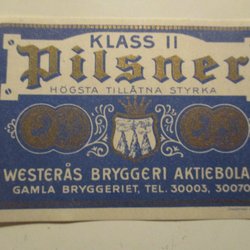 KLASS II
Pilsner
HÖGSTA TILLÅTNA STYRKA
WESTERÅS BRYGGERI AKTIEBOLA
GAMLA BRYGGERIET, TEL. 30003, 30070